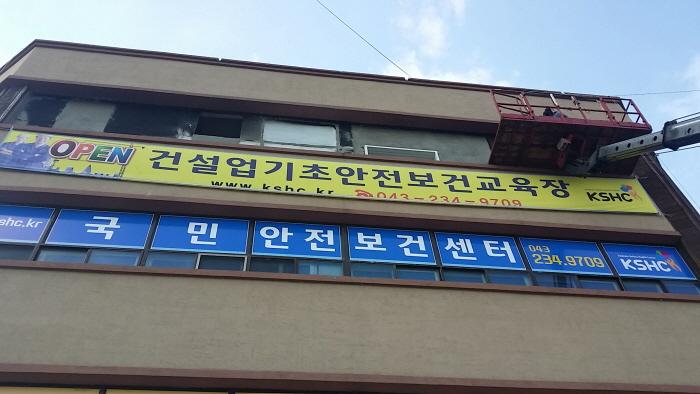 OPEN 건설업기초안전보건교육장
www.kshc.kr ☎043-234-9709 KSHC
shc.kr 국민안전보건센터 043 234.9709 KSHC